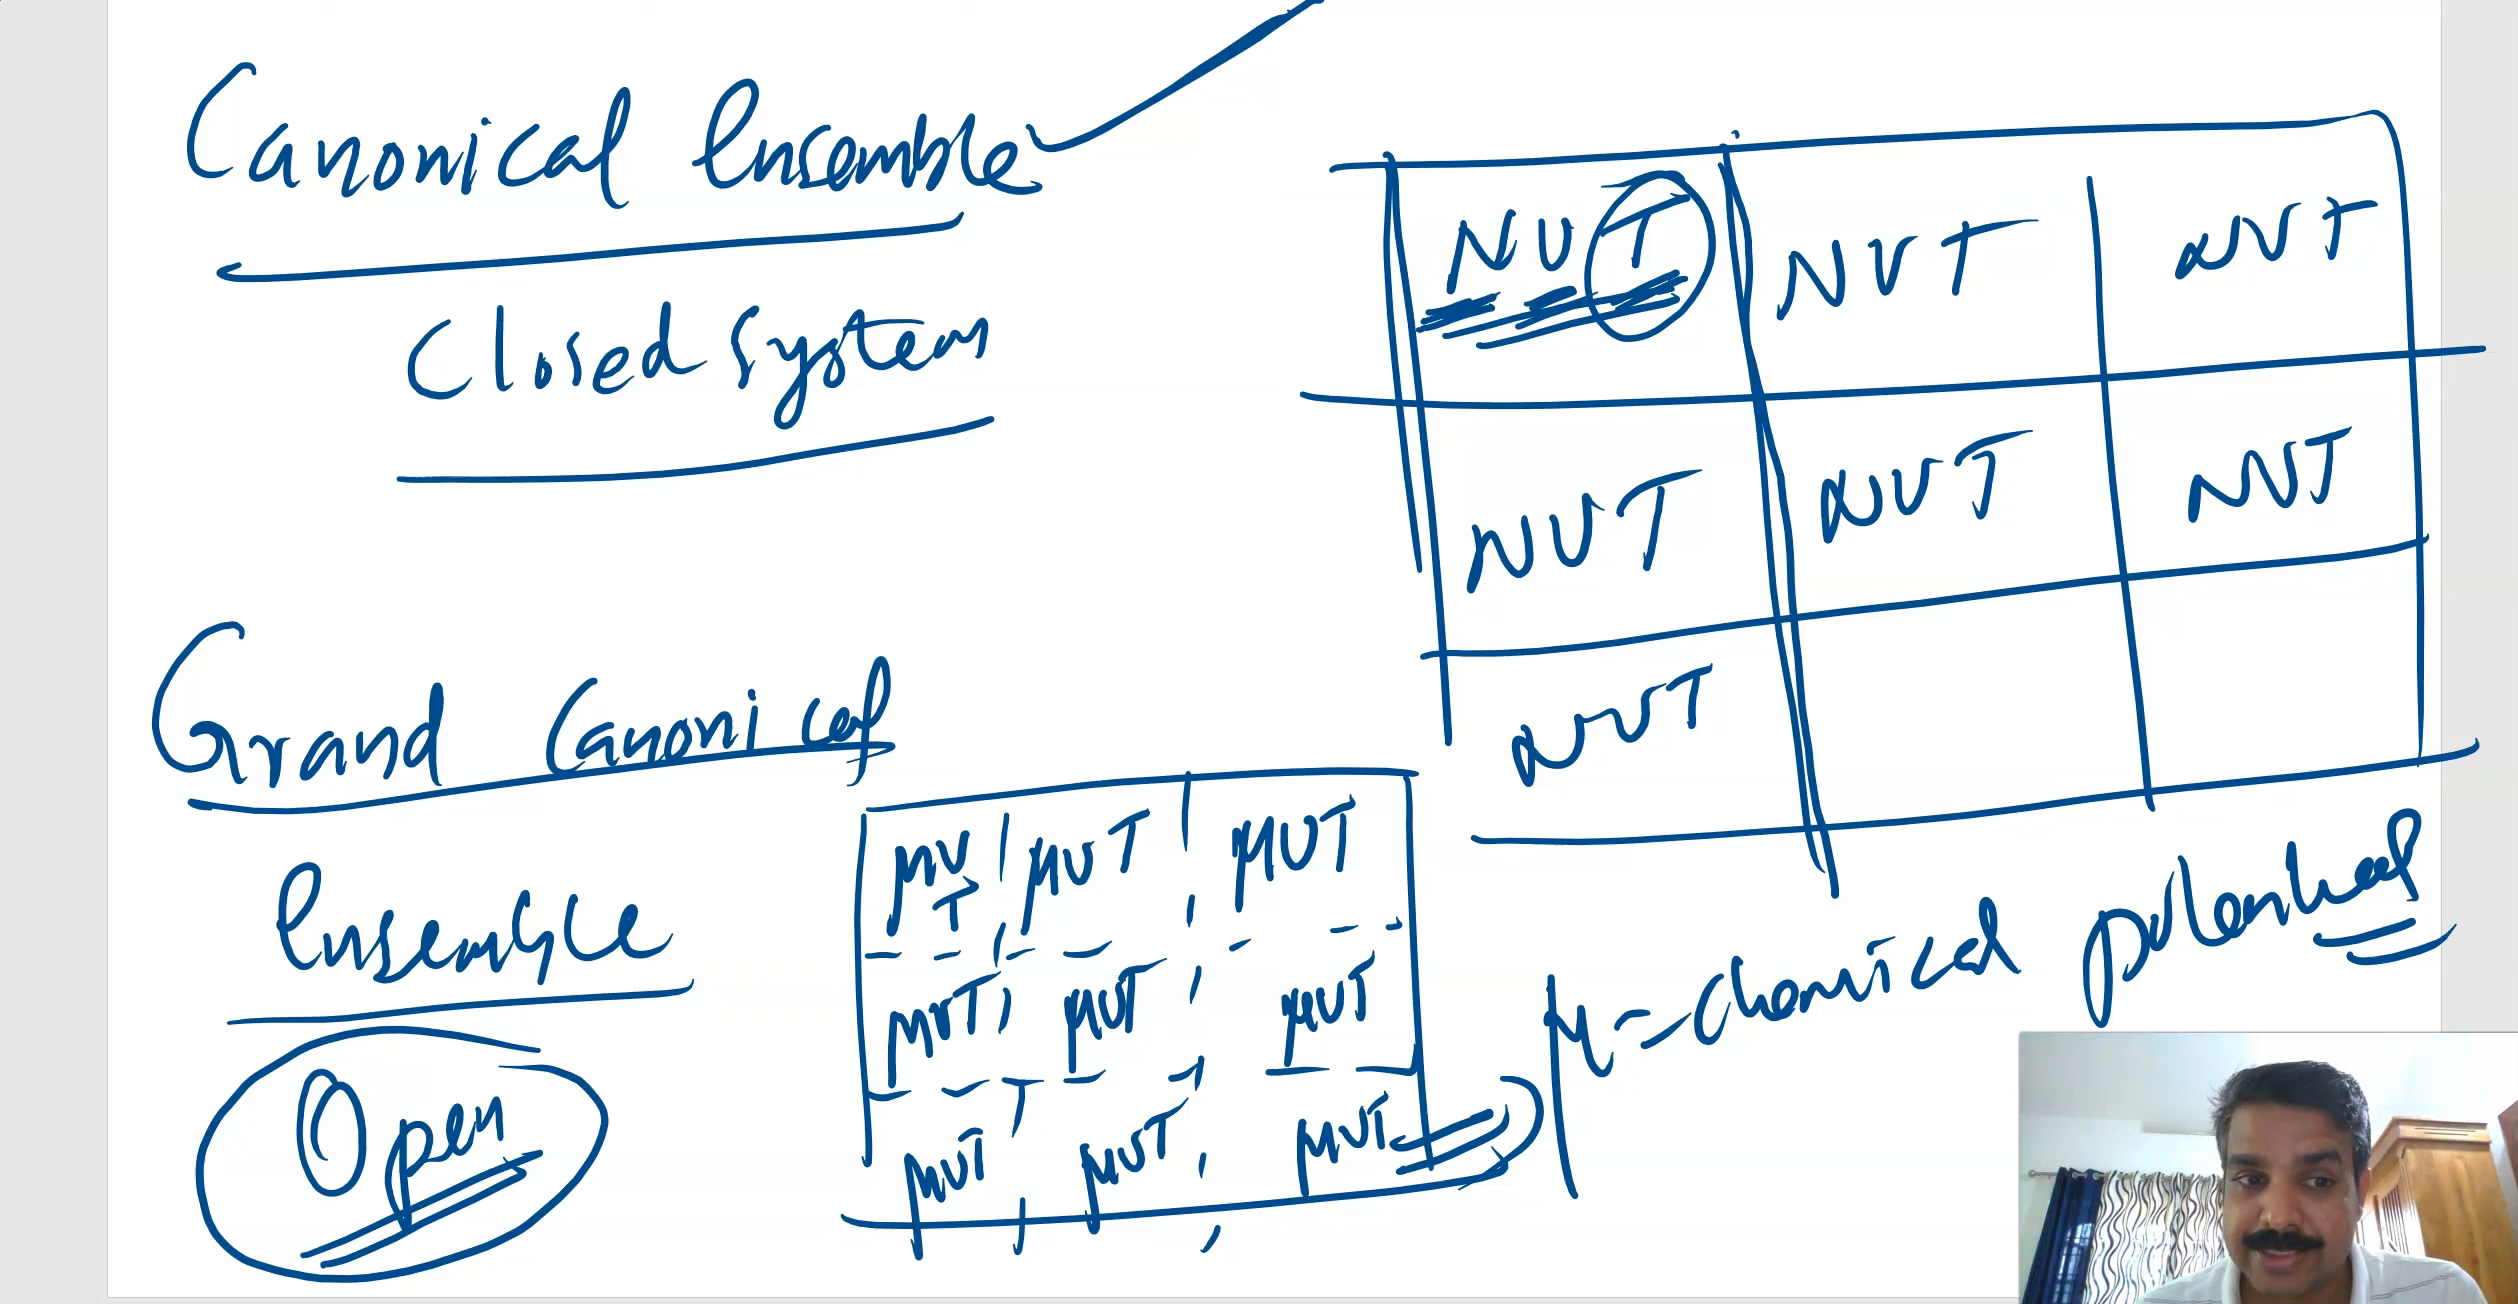 Canonical Ensemble
Closed System
NVT NVT NVT
NVT NVT NVT
NVT
Grand Canonical
Ensemble
Open
μV T μVT μVT
μVT μVT μVT
μVT μVT μVT
μ - chemical potential